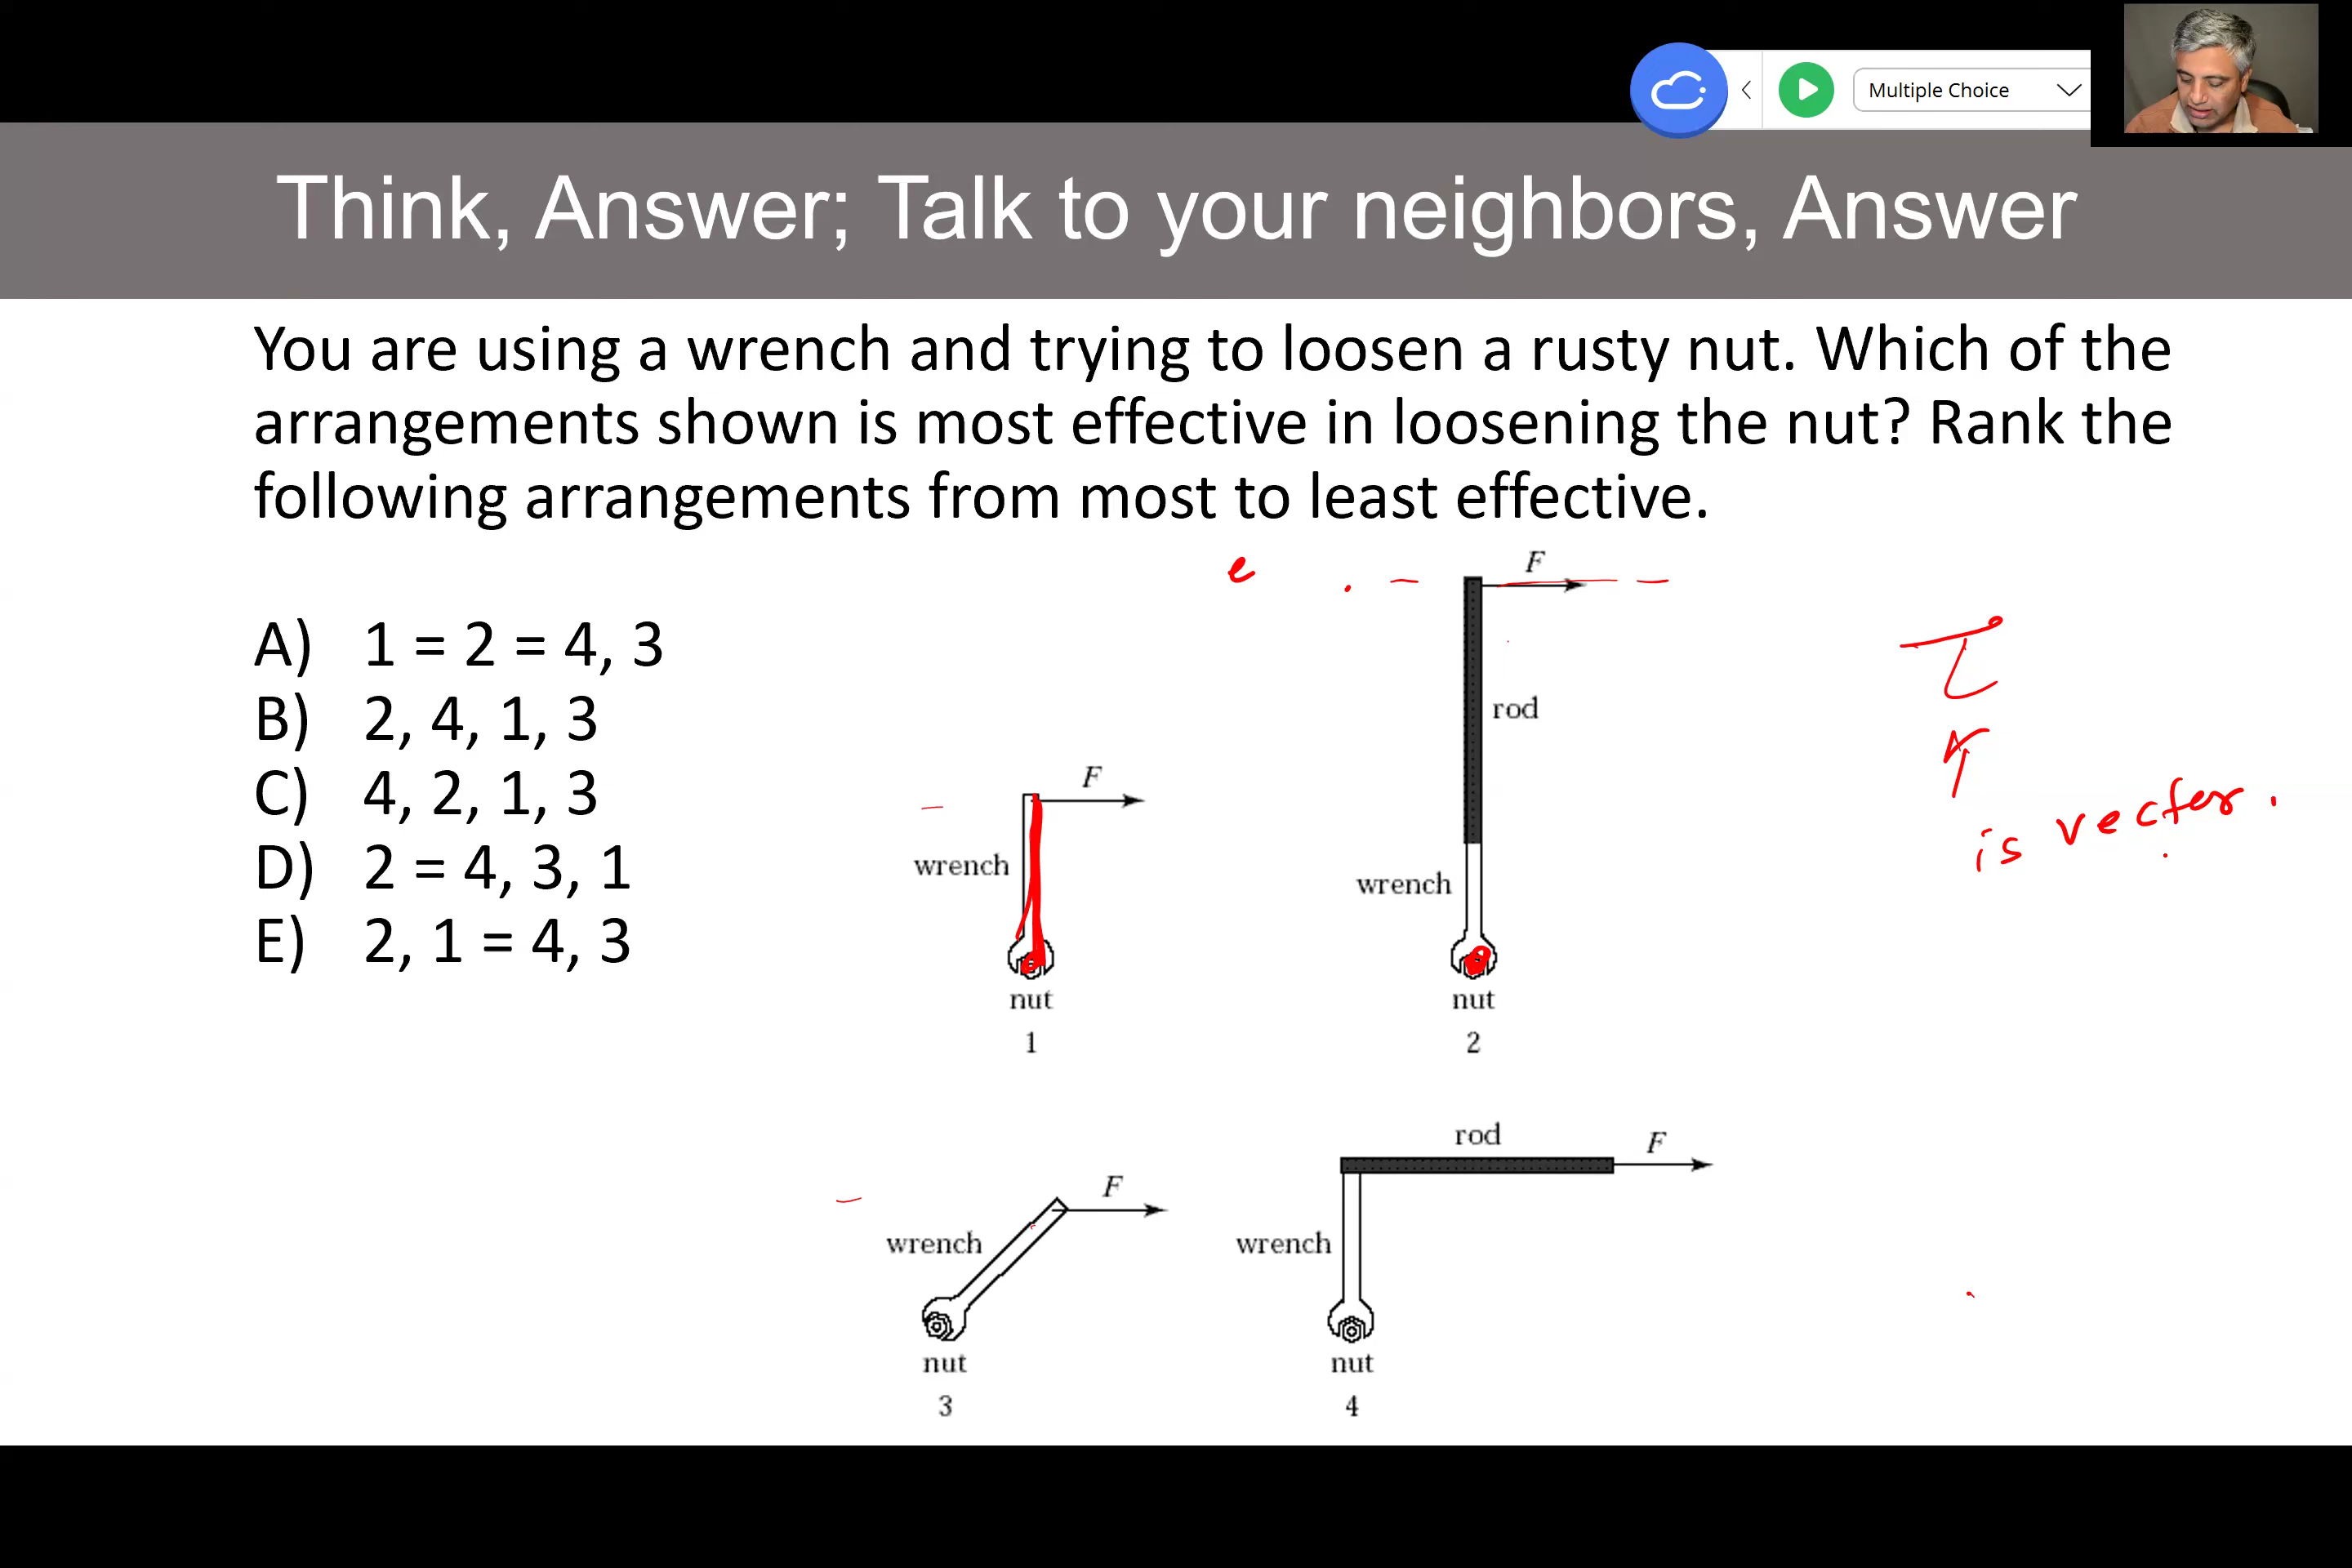 Multiple Choice
Think, Answer; Talk to your neighbors, Answer
You are using a wrench and trying to loosen a rusty nut. Which of the
arrangements shown is most effective in loosening the nut? Rank the
following arrangements from most to least effective.
A) 1 = 2 = 4, 3
B) 2, 4, 1, 3
C) 4, 2, 1, 3
D) 2 = 4, 3, 1
E) 2, 1 = 4, 3
e
F
wrench
nut
1
F
rod
wrench
nut
2
τ
is vector.
F
wrench
nut
3
rod
F
wrench
nut
4